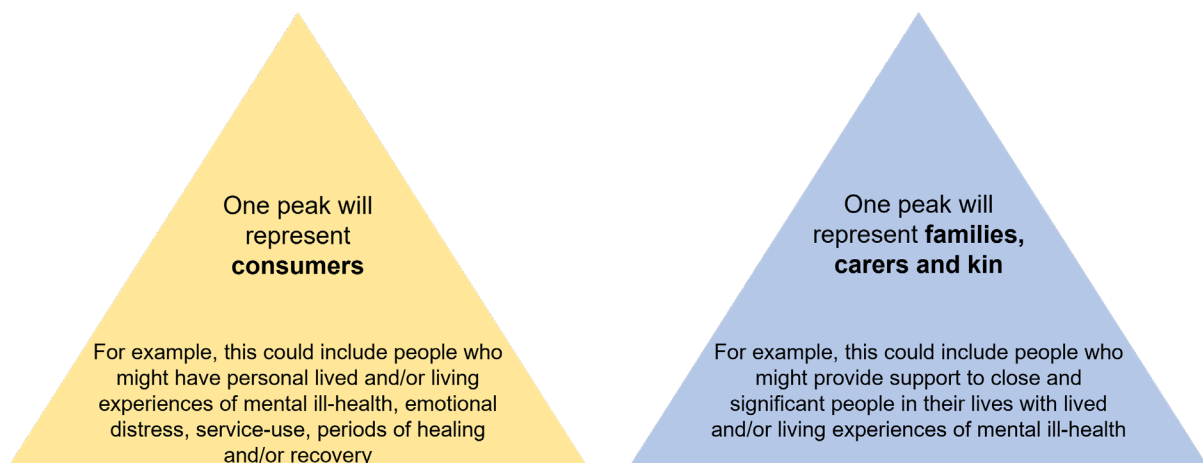 One peak will
represent
consumers
For example, this could include people who
might have personal lived and/or living
experiences of mental ill-health, emotional
distress, service-use, periods of healing
and/or recovery
One peak will
represent families,
carers and kin
For example, this could include people who
might provide support to close and
significant people in their lives with lived
and/or living experiences of mental ill-health